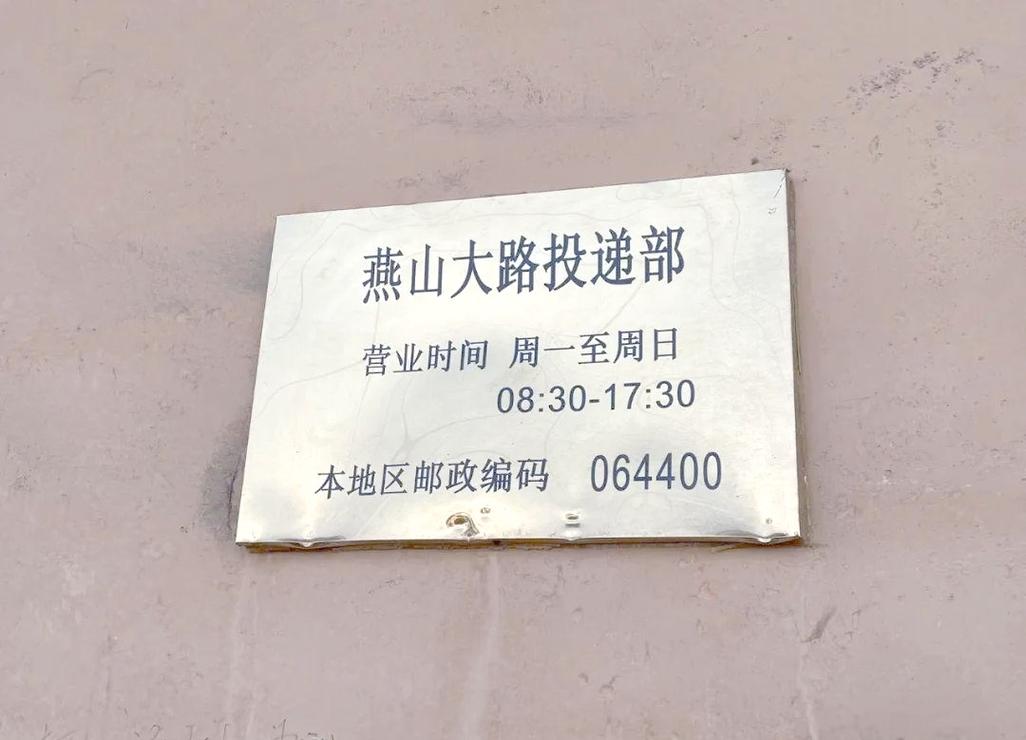 燕山大路投递部
营业时间 周一至周日
08:30-17:30
本地区邮政编码 064400